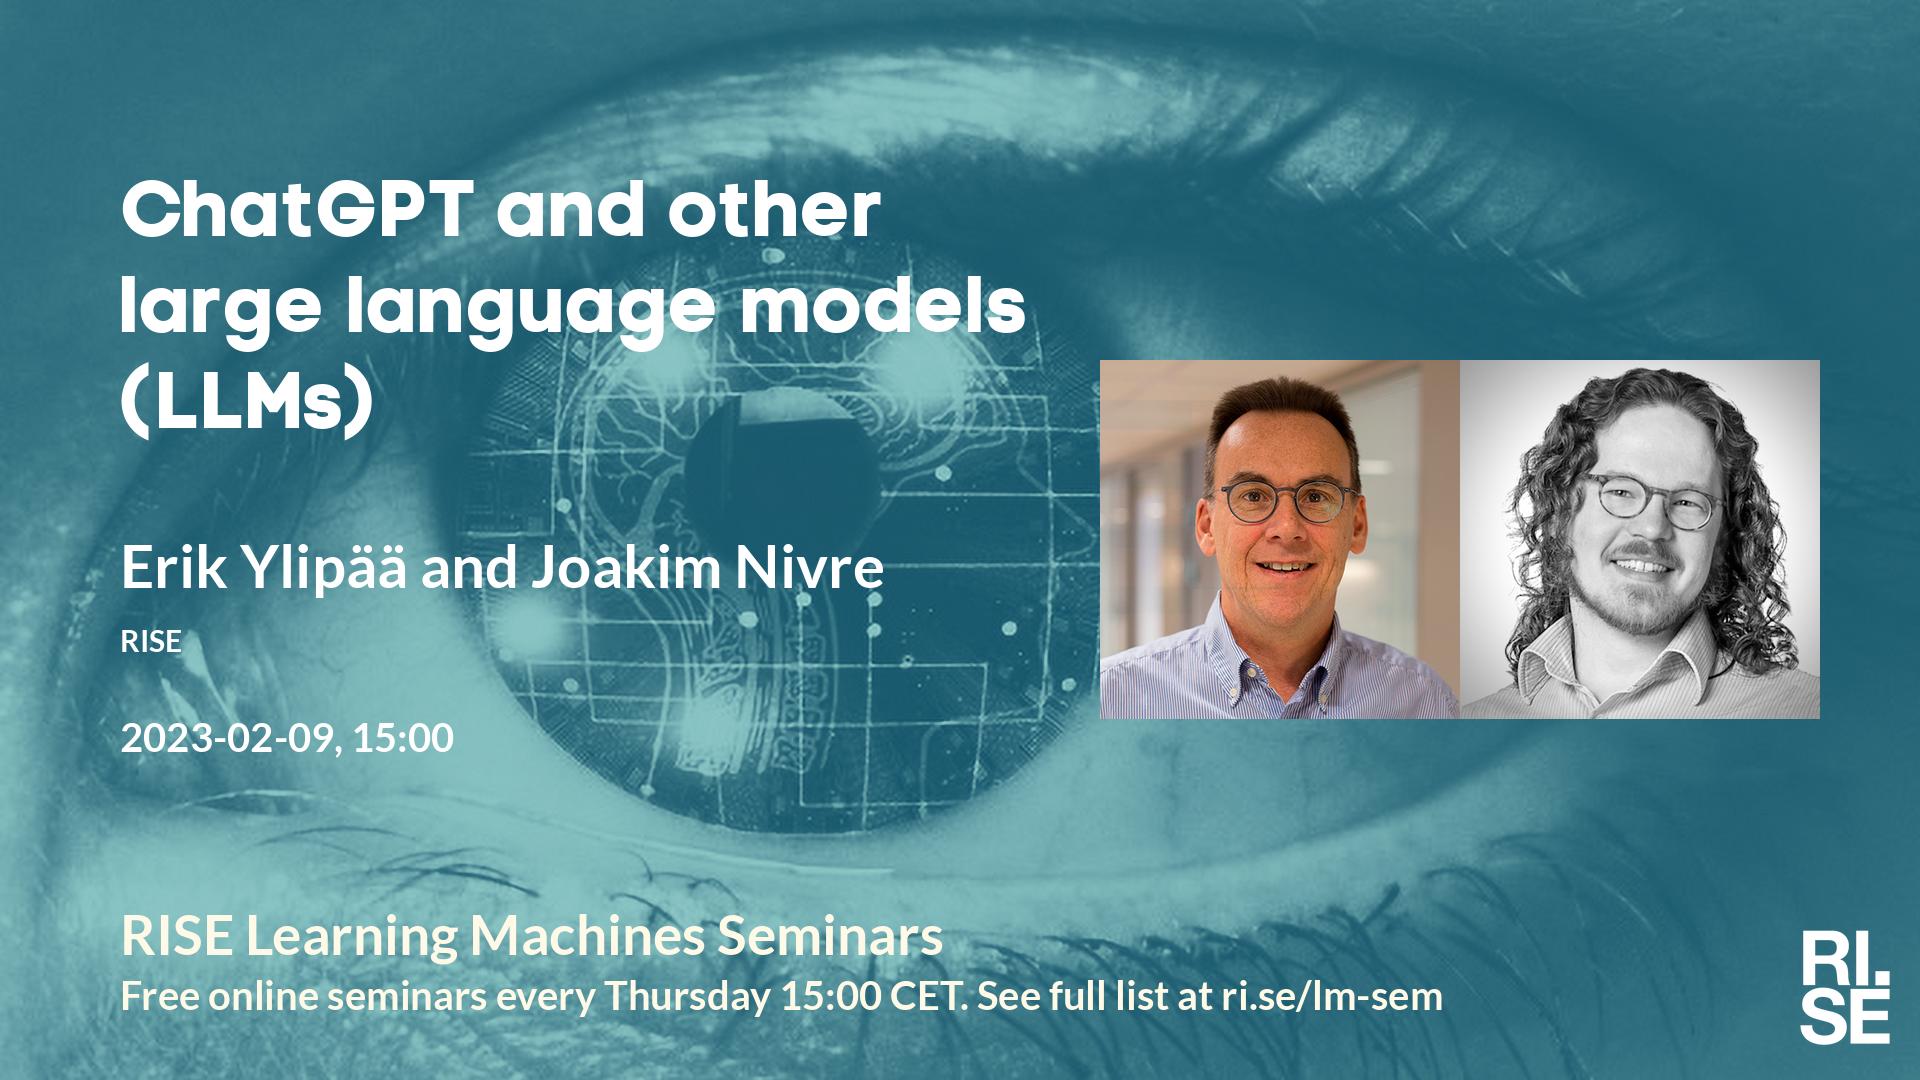 ChatGPT and other
large language models
(LLMs)
Erik Ylipää and Joakim Nivre
RISE
2023-02-09, 15:00
RISE Learning Machines Seminars
Free online seminars every Thursday 15:00 CET. See full list at ri.se/lm-sem
RI.
SE